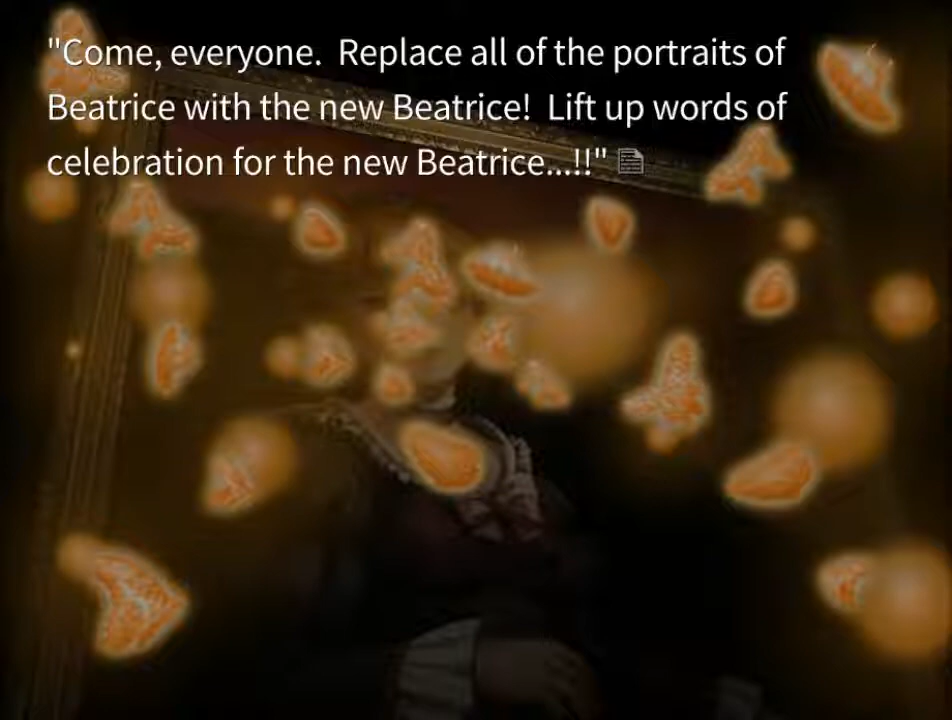 "Come, everyone.  Replace all of the portraits of
Beatrice with the new Beatrice!  Lift up words of
celebration for the new Beatrice...!!"